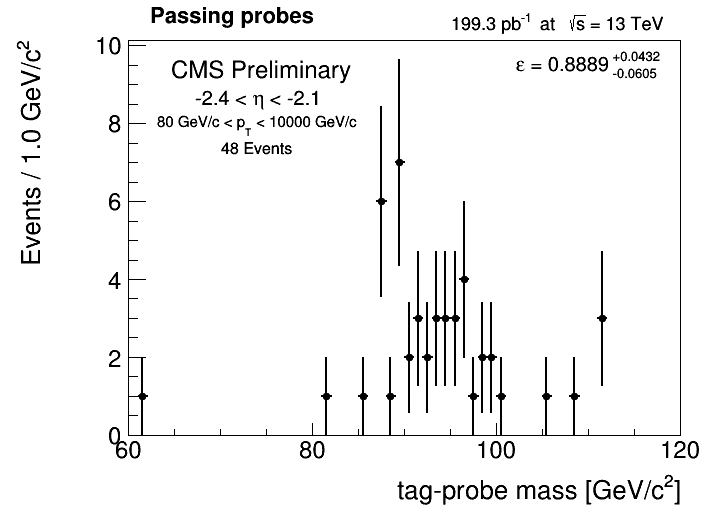 Passing probes
199.3 pb⁻¹ at √s = 13 TeV
CMS Preliminary
ε = 0.8889 +0.0432 -0.0605
-2.4 < η < -2.1
80 GeV/c < p_T < 10000 GeV/c
48 Events
Events / 1.0 GeV/c²
10
8
6
4
2
0
60 80 100 120
tag-probe mass [GeV/c²]